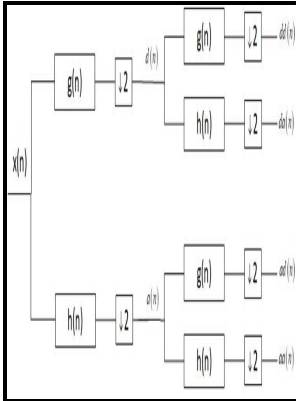 g(n)
↓2
dd(n)
g(n)
↓2
d(n)
h(n)
↓2
da(n)
x(n)
g(n)
↓2
ad(n)
h(n)
↓2
a(n)
h(n)
↓2
aa(n)